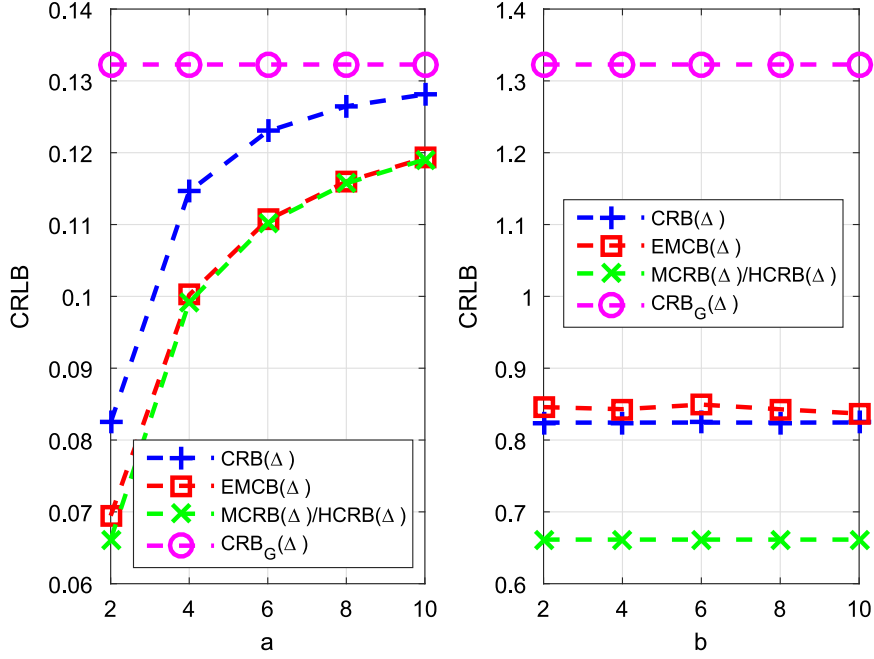 0.14
0.13
0.12
0.11
0.1
0.09
0.08
0.07
0.06
CRLB
2 4 6 8 10
a
CRB(Δ)
EMCB(Δ)
MCRB(Δ)/HCRB(Δ)
CRB_G(Δ)
1.4
1.3
1.2
1.1
1
0.9
0.8
0.7
0.6
CRLB
2 4 6 8 10
b
CRB(Δ)
EMCB(Δ)
MCRB(Δ)/HCRB(Δ)
CRB_G(Δ)